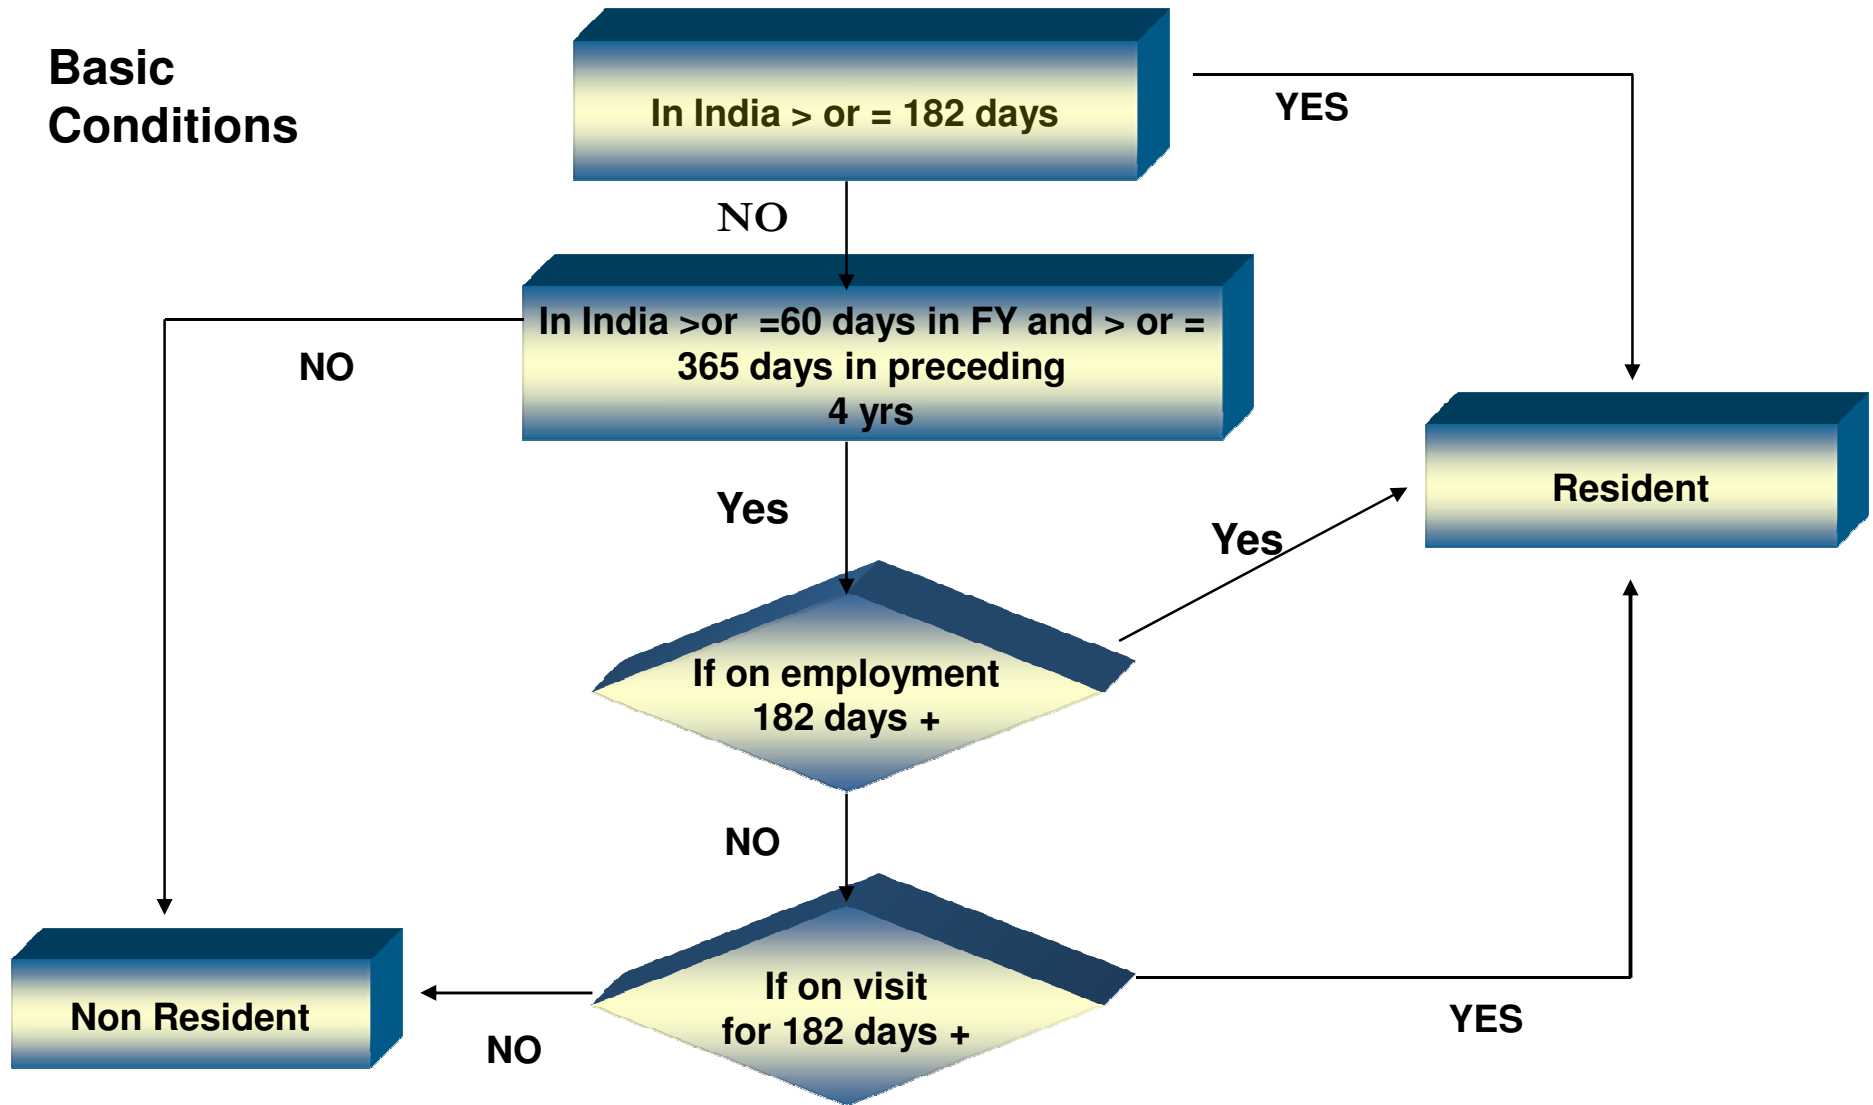 Basic
Conditions
In India > or = 182 days
YES
NO
In India >or  =60 days in FY and > or =
365 days in preceding
4 yrs
NO
Yes
Resident
Yes
If on employment
182 days +
NO
If on visit
for 182 days +
YES
NO
Non Resident